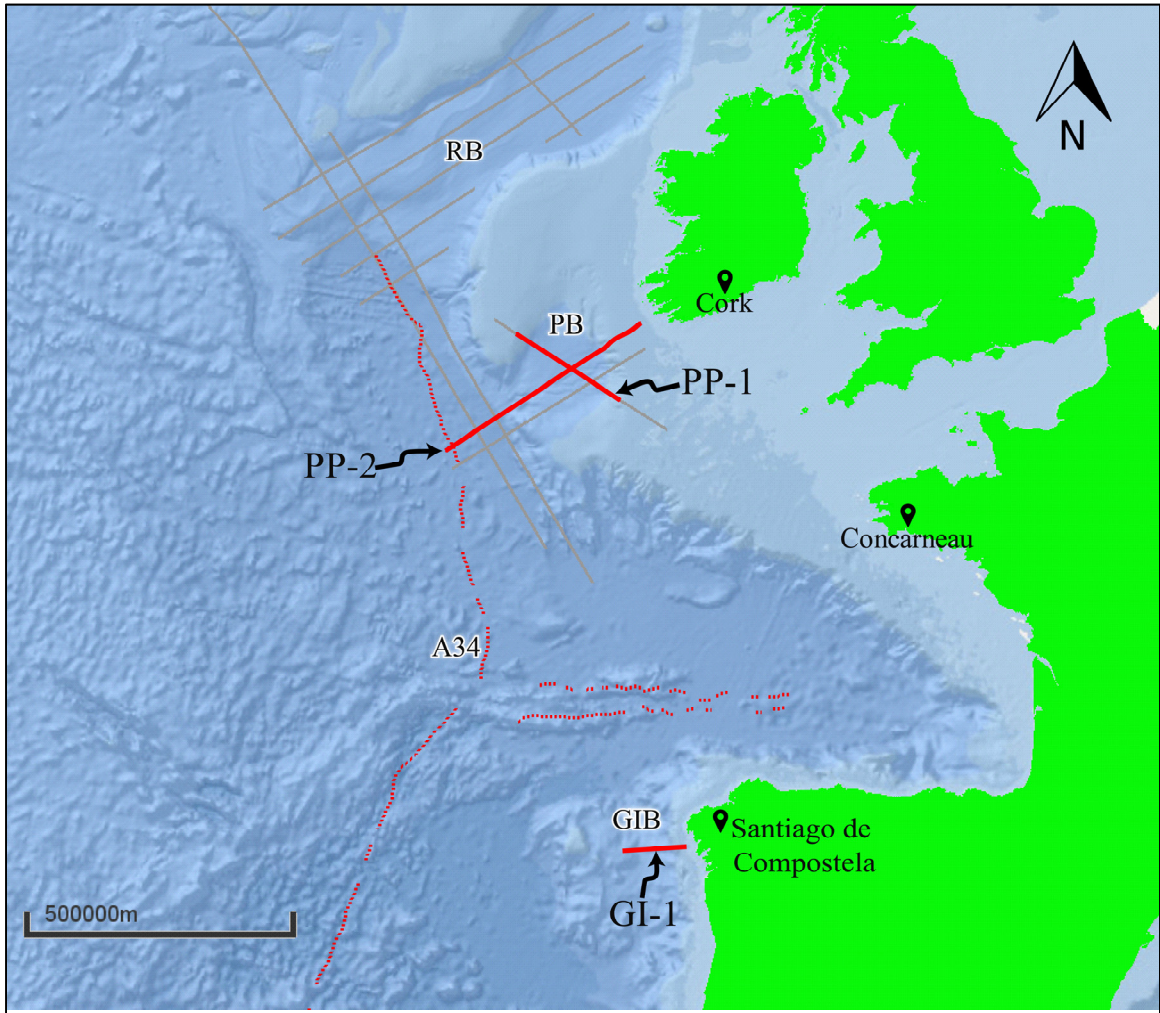 N
RB
Cork
PB
PP-1
PP-2
Concarneau
A34
GIB
Santiago de
Compostela
GI-1
500000m